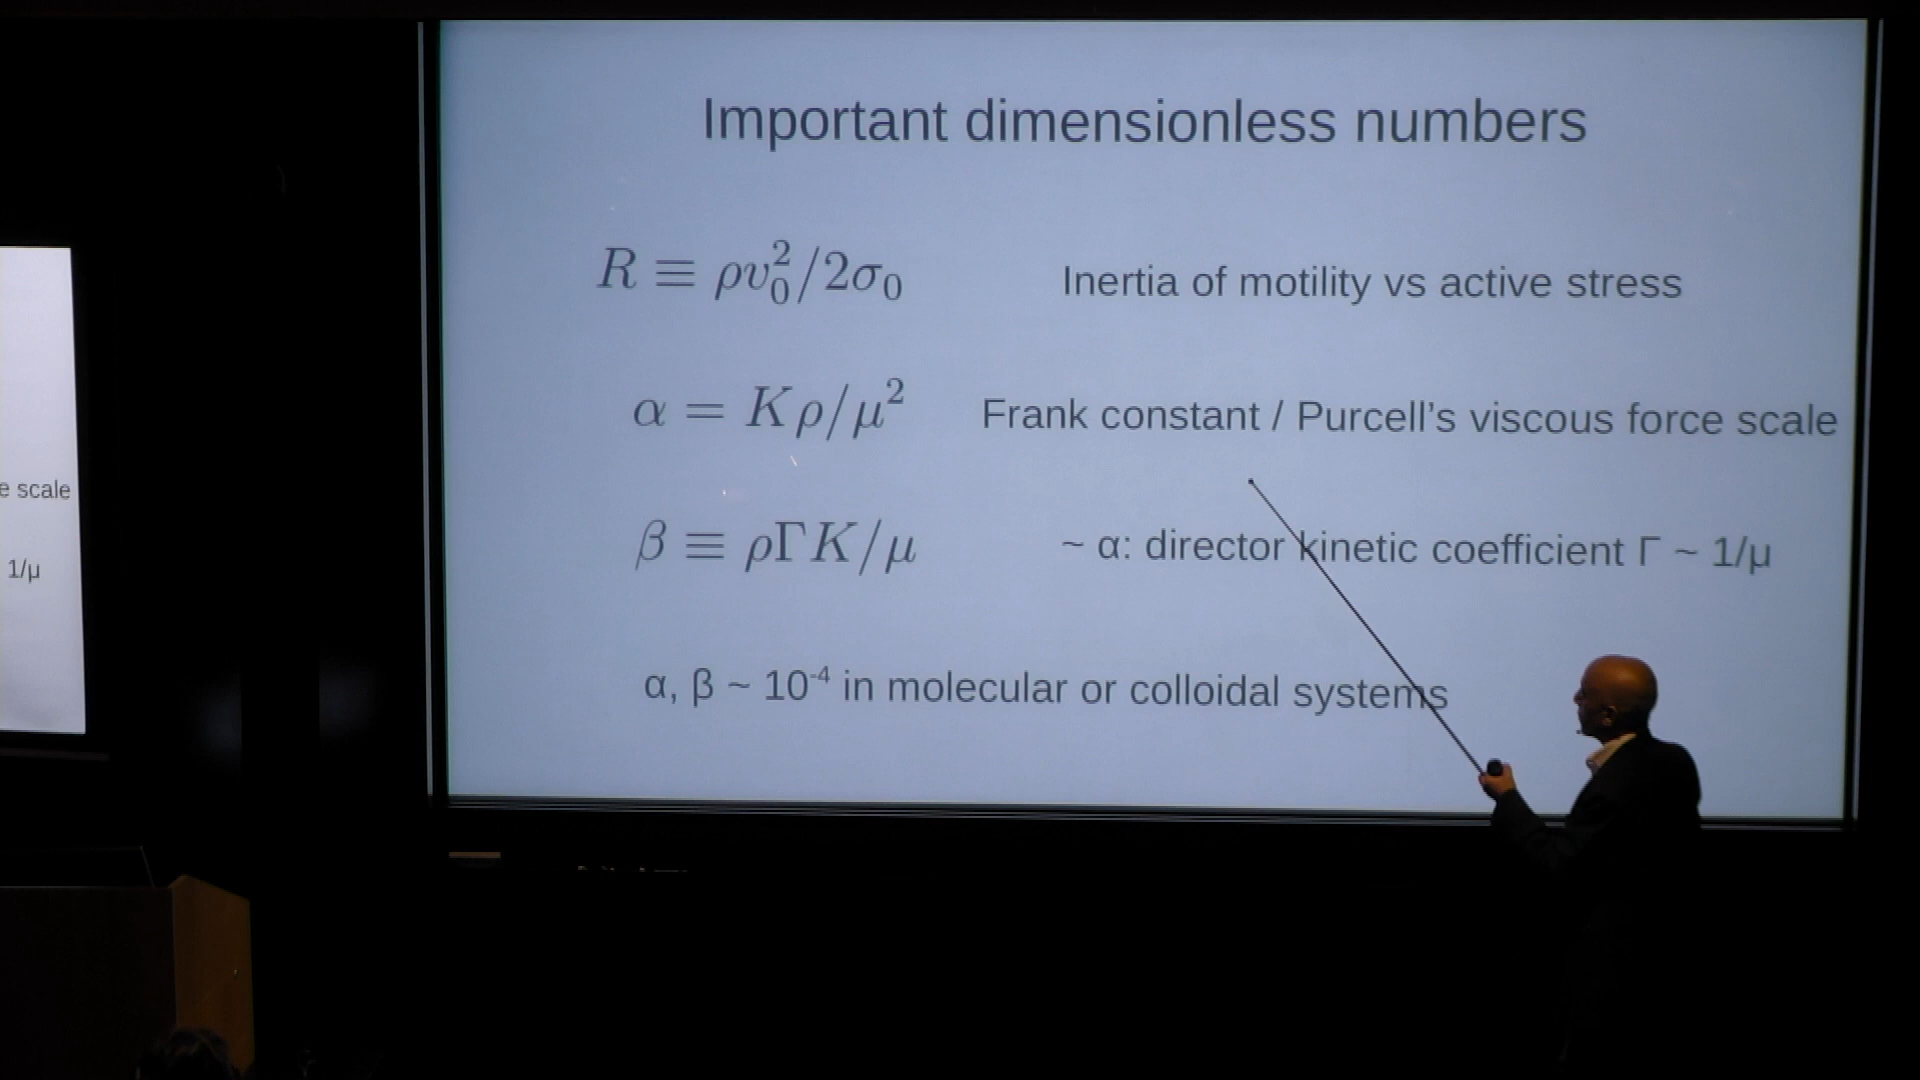 Important dimensionless numbers
R ≡ ρv₀²/2σ₀ Inertia of motility vs active stress
α = Kρ/μ² Frank constant / Purcell's viscous force scale
β ≡ ρΓK/μ ~ α: director kinetic coefficient Γ ~ 1/μ
α, β ~ 10⁻⁴ in molecular or colloidal systems
e scale
1/μ